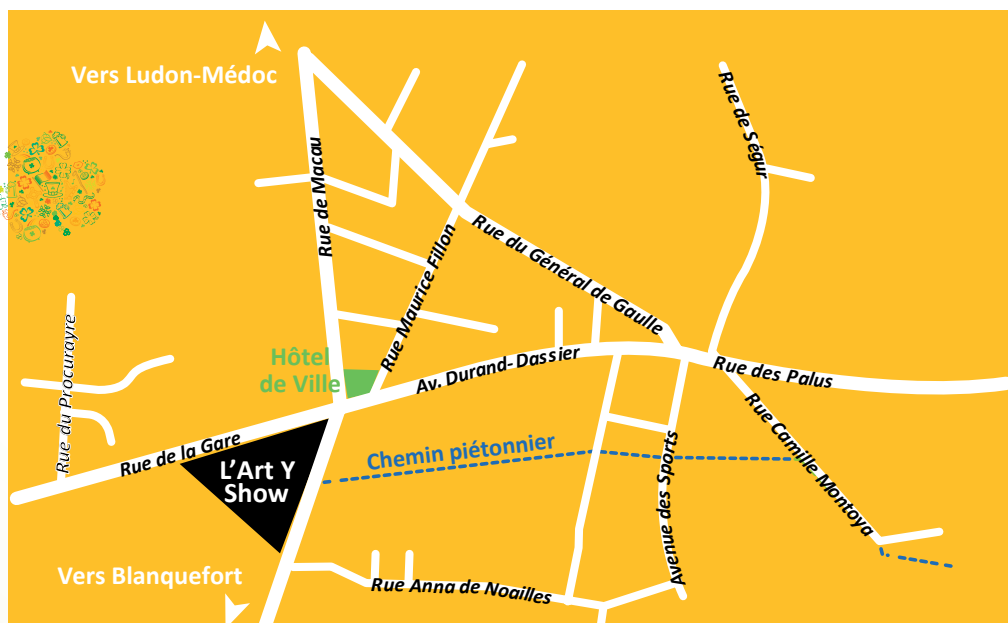 Vers Ludon-Médoc
Rue de Ségur
Rue de Macau
Rue Maurice Fillon
Rue du Général de Gaulle
Rue du Procurayre
Hôtel
de Ville
Av. Durand-Dassier
Rue des Palus
Rue de la Gare
L'Art Y
Show
Chemin piétonnier
Avenue des Sports
Rue Camille Montoya
Vers Blanquefort
Rue Anna de Noailles